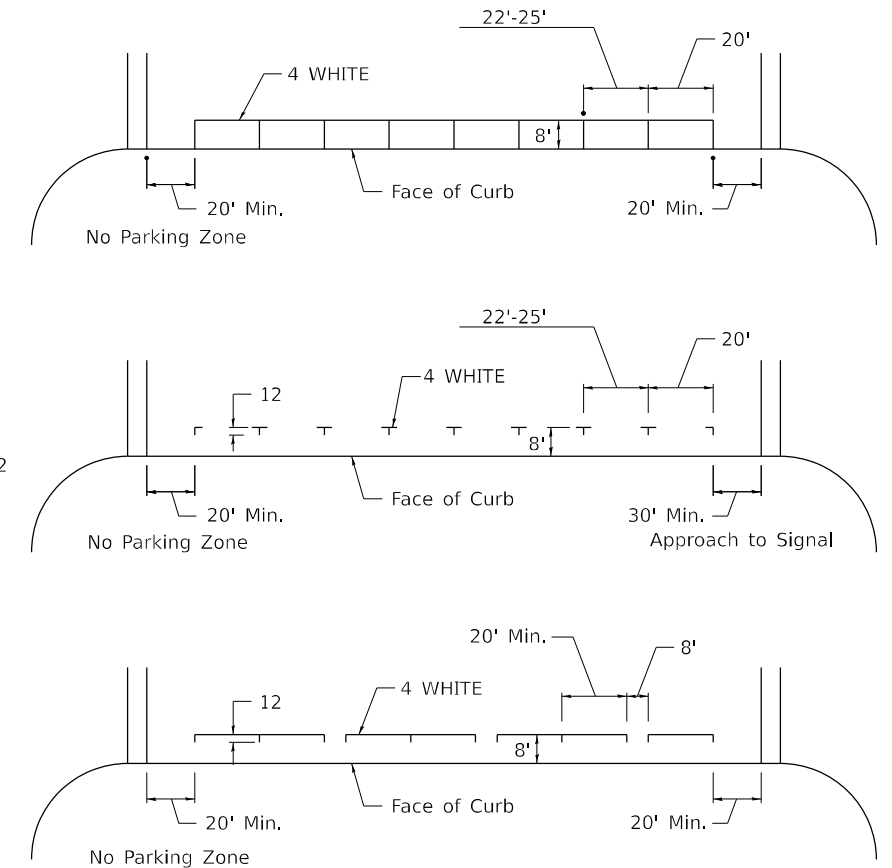 22'-25'
20'
4 WHITE
8'
Face of Curb
20' Min.
20' Min.
No Parking Zone
22'-25'
20'
4 WHITE
12
8'
2
Face of Curb
20' Min.
30' Min.
No Parking Zone
Approach to Signal
20' Min.
8'
4 WHITE
12
8'
Face of Curb
20' Min.
20' Min.
No Parking Zone